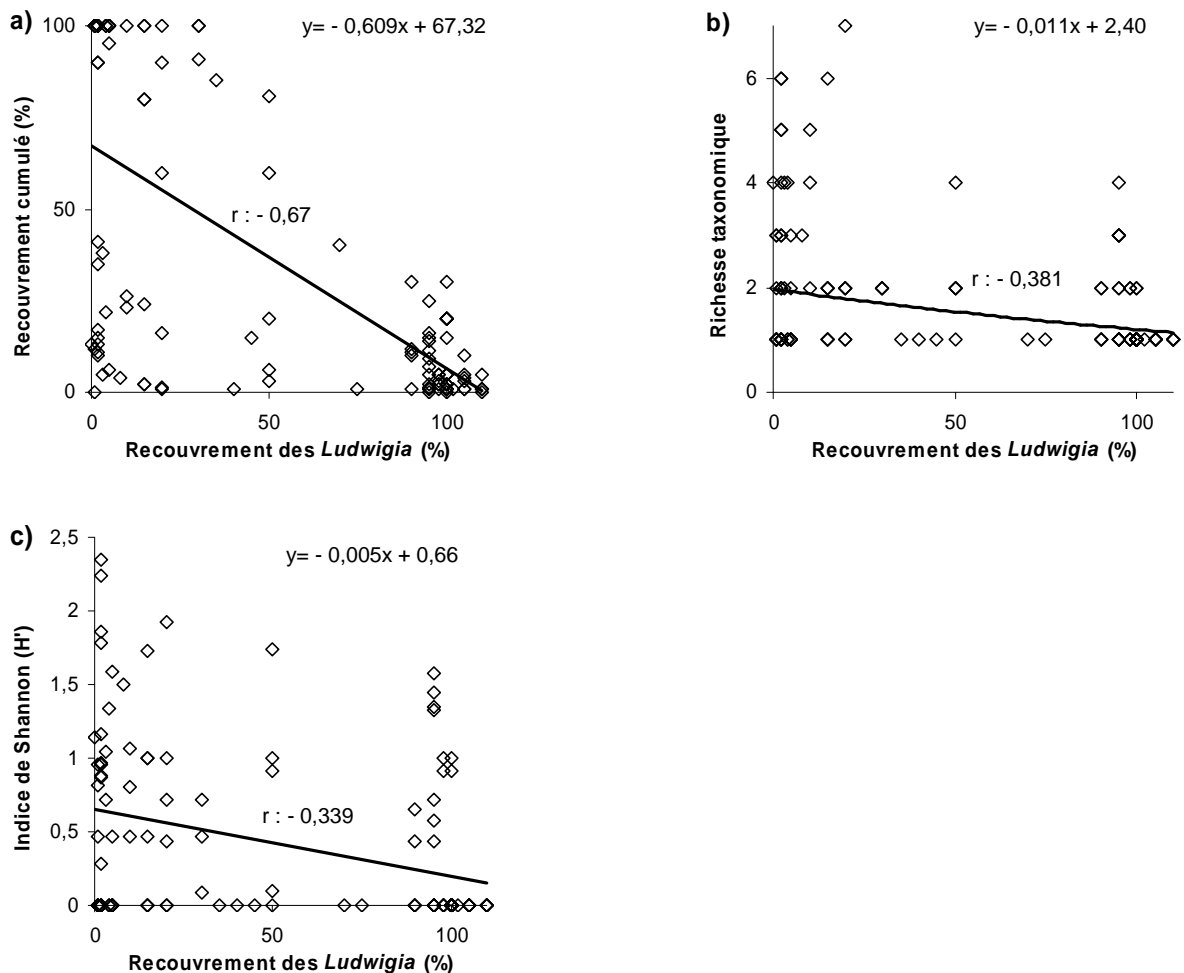 a)
y= - 0,609x + 67,32
100
50
0
Recouvrement cumulé (%)
r : - 0,67
0
50
100
Recouvrement des Ludwigia (%)
b)
y= - 0,011x + 2,40
6
4
2
0
Richesse taxonomique
r : - 0,381
0
50
100
Recouvrement des Ludwigia (%)
c)
y= - 0,005x + 0,66
2,5
2
1,5
1
0,5
0
Indice de Shannon (H')
r : - 0,339
0
50
100
Recouvrement des Ludwigia (%)